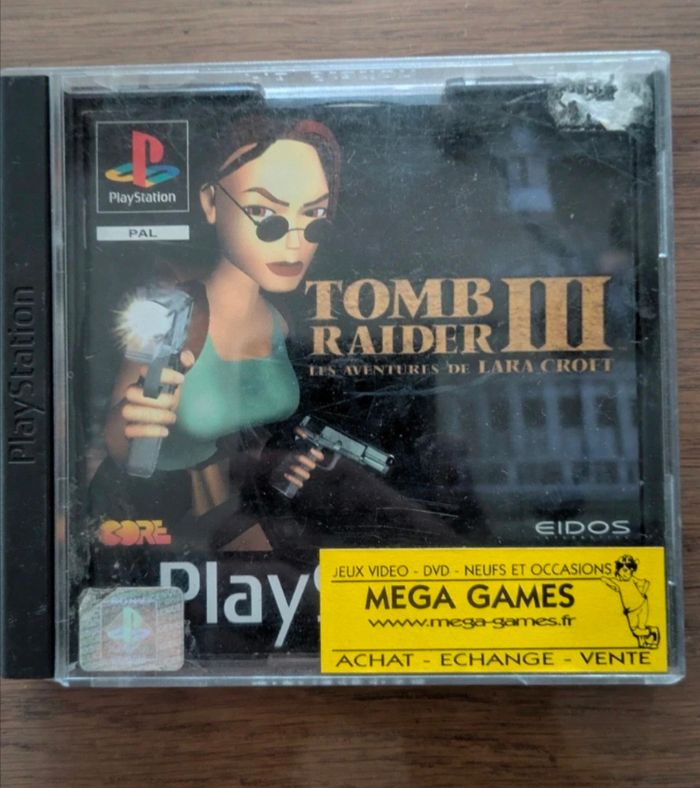 PlayStation
PlayStation
PAL
TOMB
RAIDER III
LES AVENTURES DE LARA CROFT
CORE
EIDOS
JEUX VIDEO - DVD - NEUFS ET OCCASIONS
MEGA GAMES
www.mega-games.fr
ACHAT - ECHANGE - VENTE
PlayS
SONY